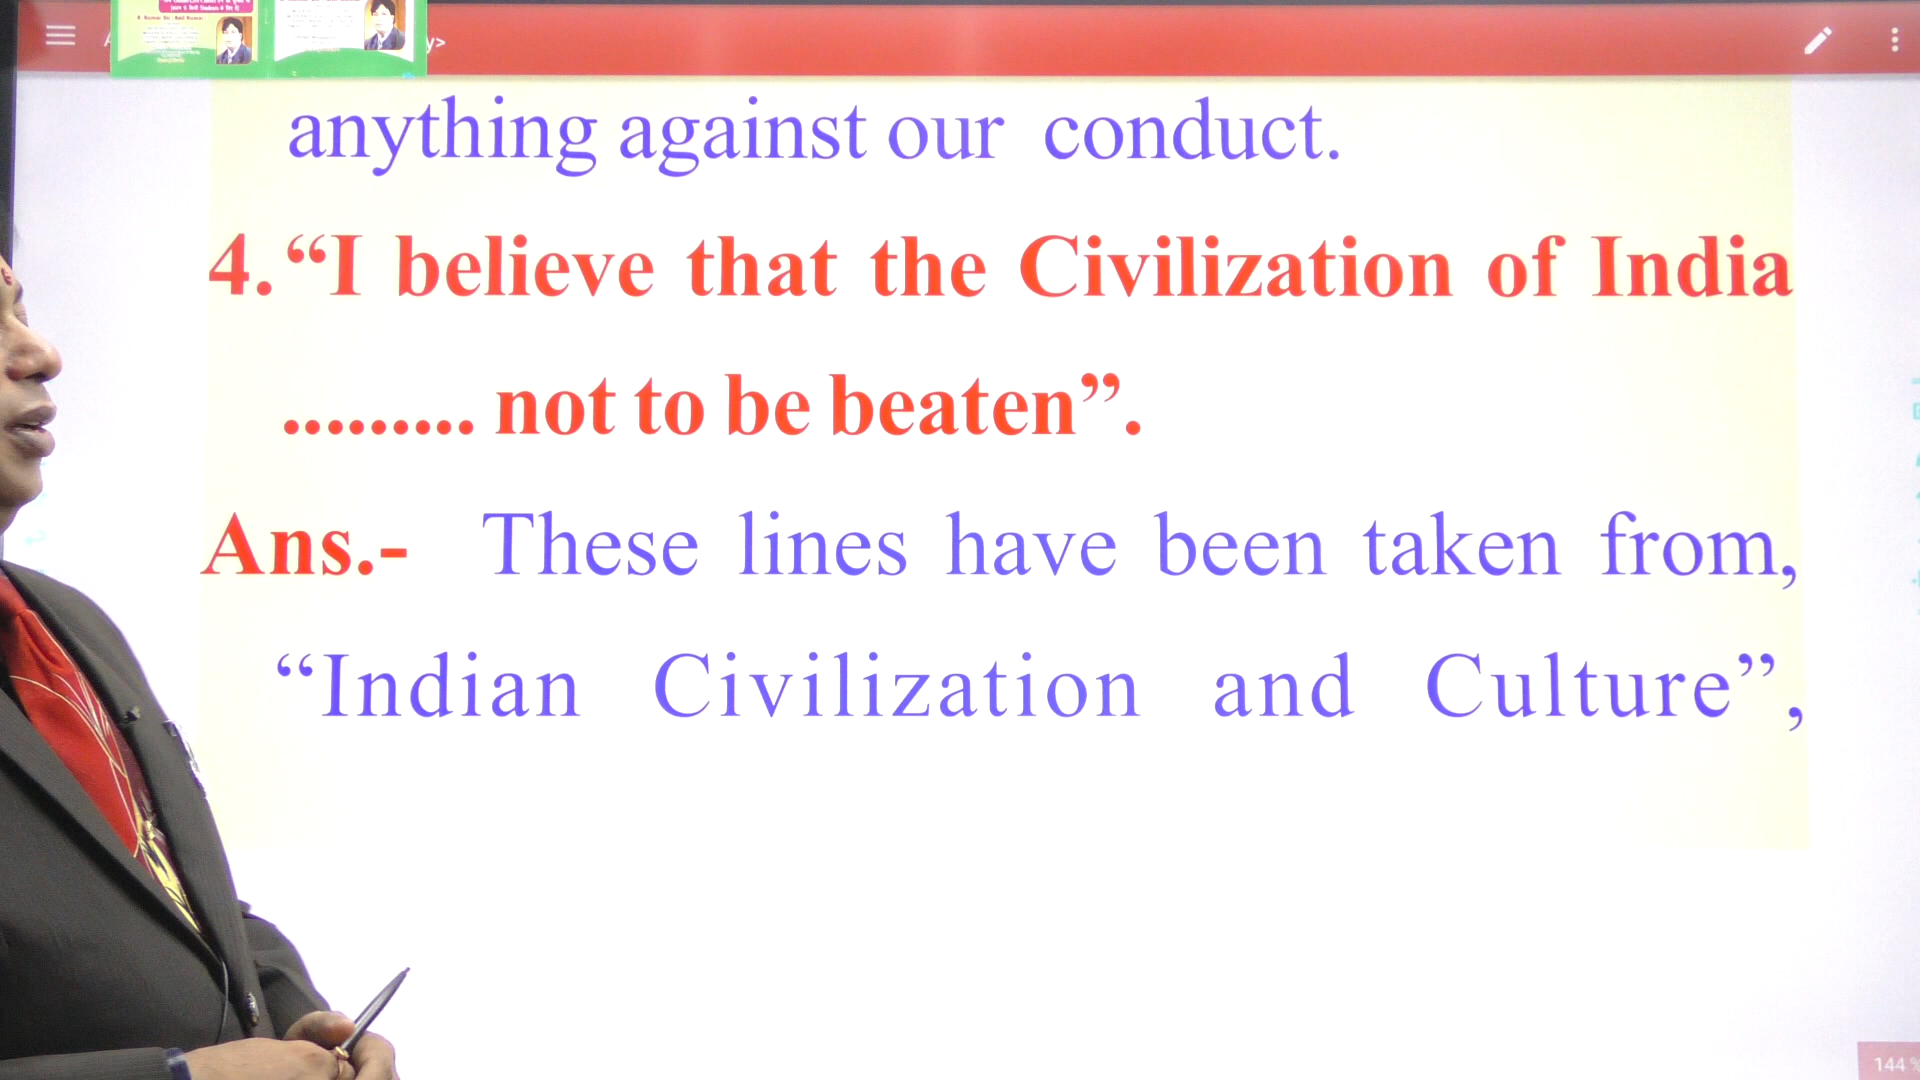 y>
anything against our conduct.
4. “I believe that the Civilization of India
......... not to be beaten”.
Ans.- These lines have been taken from,
“Indian Civilization and Culture”,
144 %